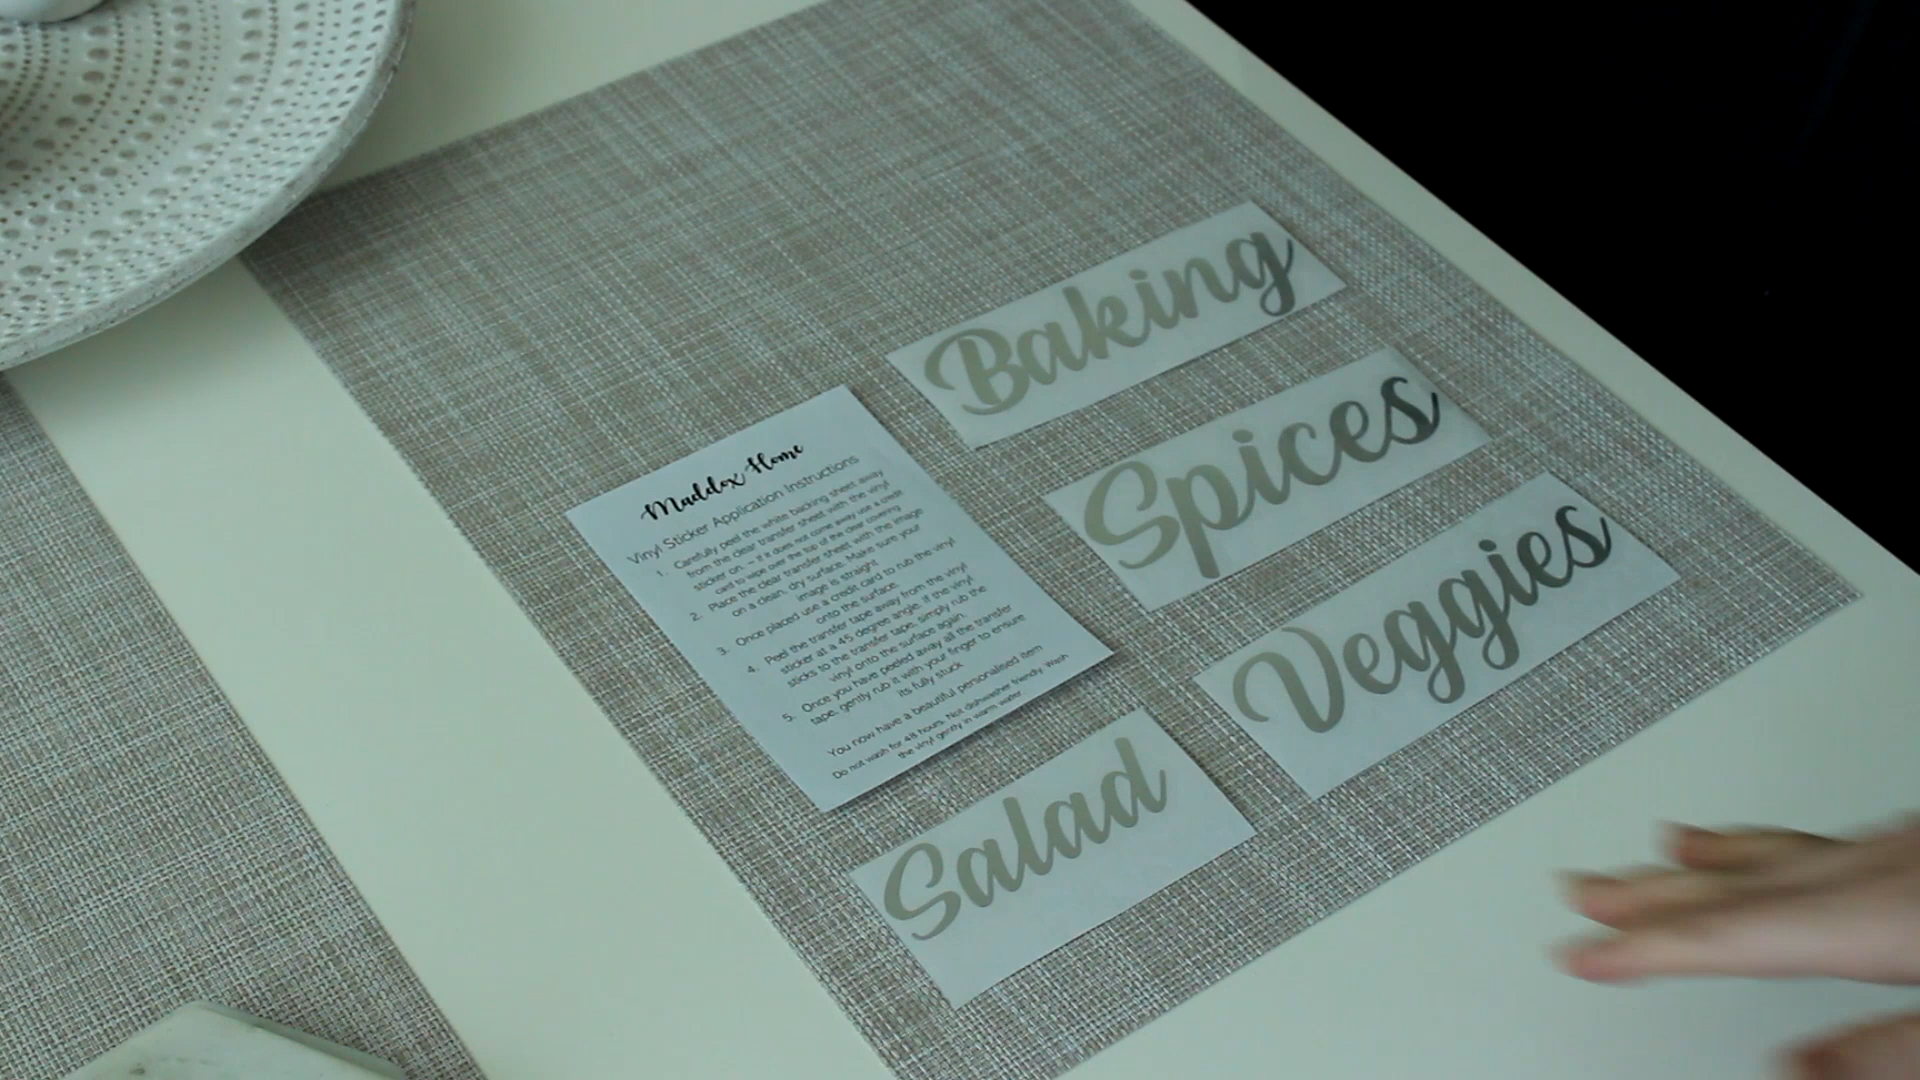 Baking
Spices
Veggies
Salad
Maddox Home
Vinyl Sticker Application Instructions
1. Carefully peel the white backing sheet away
from the clear transfer sheet with the vinyl
sticker on. – If it does not come away use a credit
card to wipe over the top of the clear covering
2. Place the clear transfer sheet with the image
on a clean, dry surface. Make sure your
image is straight
3. Once placed use a credit card to rub the vinyl
onto the surface.
4. Peel the transfer tape away from the vinyl
sticker at a 45 degree angle. If the vinyl
sticks to the transfer tape, simply rub the
vinyl onto the surface again.
5. Once you have peeled away all the transfer
tape, gently rub it with your finger to ensure
its fully stuck
You now have a beautiful personalised item
Do not wash for 48 hours. Not dishwasher friendly. Wash
the vinyl gently in warm water